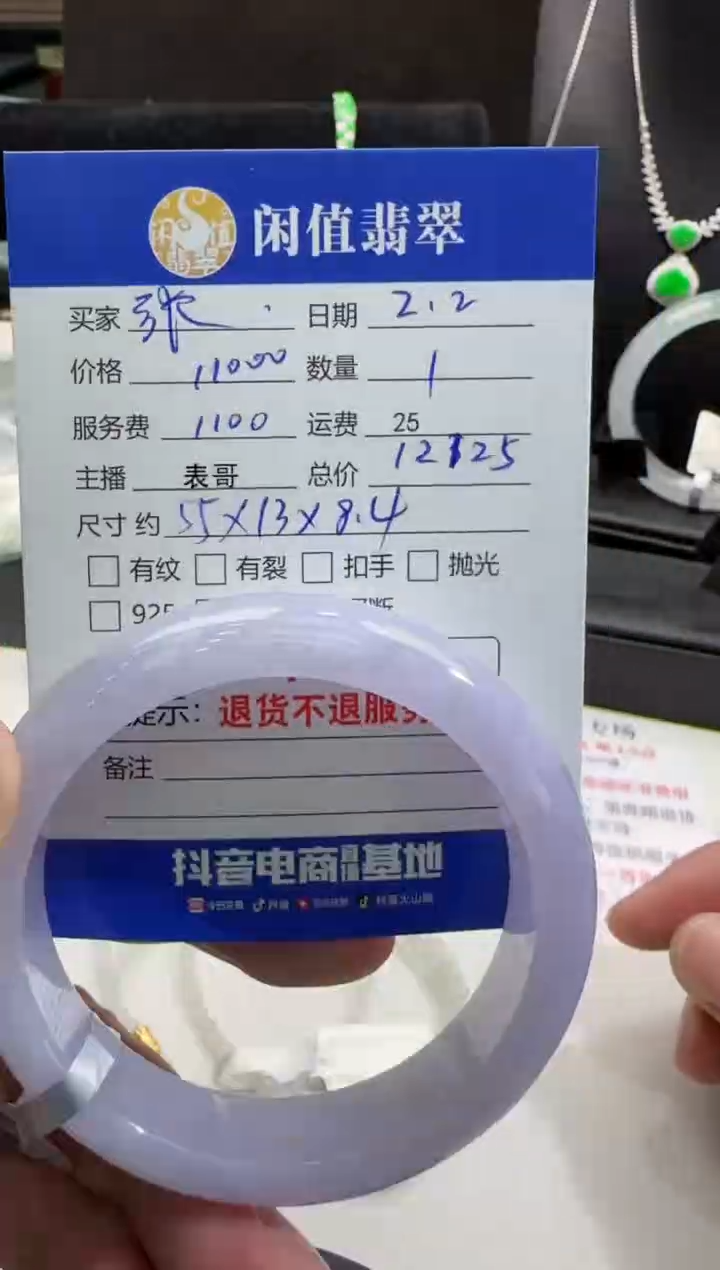 闲值翡翠
买家 张 日期 2.2
价格 11000 数量 1
服务费 1100 运费 25
主播 表哥 总价 12125
尺寸 约 55X13X8.4
有纹 有裂 扣手 抛光
925
提示：退货不退服务
备注
抖音电商 基地